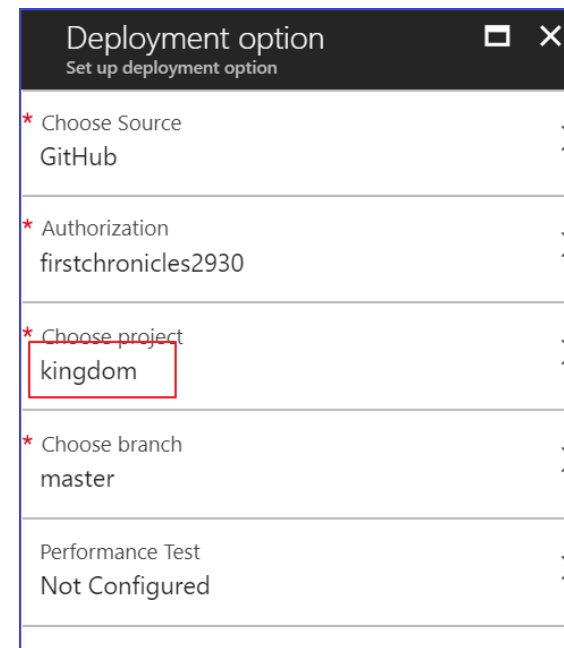 Deployment option
Set up deployment option
* Choose Source
GitHub
* Authorization
firstchronicles2930
* Choose project
kingdom
* Choose branch
master
Performance Test
Not Configured